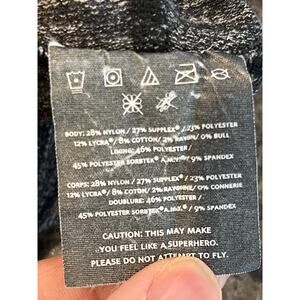 BODY: 28% NYLON / 27% SUPPLEX® / 23% POLYESTER
12% LYCRA® / 8% COTTON / 2% RAYON / 0% BULL
LINING: 46% POLYESTER
45% POLYESTER SORBTEK® A.M.Y.® / 9% SPANDEX
CORPS: 28% NYLON / 27% SUPPLEX® / 23% POLYESTER
12% LYCRA® / 8% COTON / 2% RAYONNE / 0% CONNERIE
DOUBLURE: 46% POLYESTER /
45% POLYESTER SORBTEK® A.M.Y.® / 9% SPANDEX
CAUTION: THIS MAY MAKE
YOU FEEL LIKE A SUPERHERO.
PLEASE DO NOT ATTEMPT TO FLY.